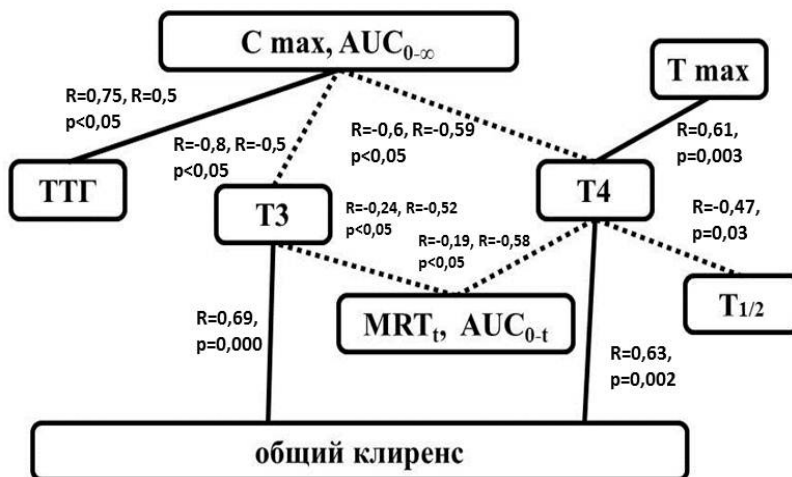 C max, AUC0-∞
T max
R=0,75, R=0,5
p<0,05
R=-0,8, R=-0,5
p<0,05
R=-0,6, R=-0,59
p<0,05
R=0,61,
p=0,003
ТТГ
Т3
Т4
R=-0,24, R=-0,52
p<0,05
R=-0,19, R=-0,58
p<0,05
R=-0,47,
p=0,03
MRTt, AUC0-t
T1/2
R=0,69,
p=0,000
R=0,63,
p=0,002
общий клиренс